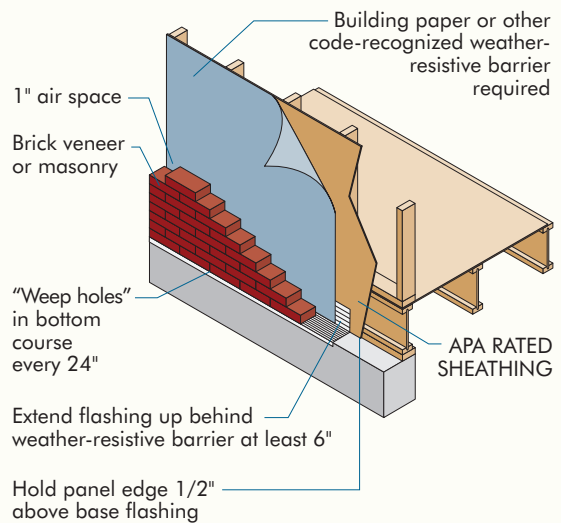 Building paper or other
code-recognized weather-
resistive barrier
required
1" air space
Brick veneer
or masonry
“Weep holes”
in bottom
course
every 24"
APA RATED
SHEATHING
Extend flashing up behind
weather-resistive barrier at least 6"
Hold panel edge 1/2"
above base flashing